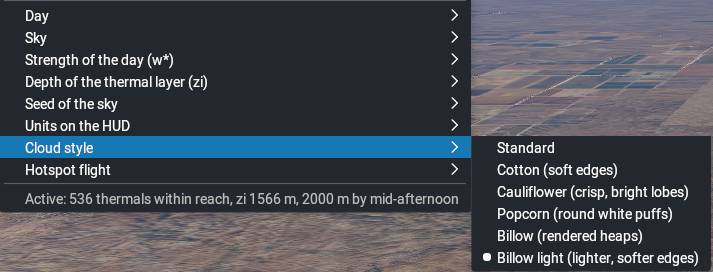 Day
Sky
Strength of the day (w*)
Depth of the thermal layer (zi)
Seed of the sky
Units on the HUD
Cloud style
Hotspot flight
Active: 536 thermals within reach, zi 1566 m, 2000 m by mid-afternoon
Standard
Cotton (soft edges)
Cauliflower (crisp, bright lobes)
Popcorn (round white puffs)
Billow (rendered heaps)
Billow light (lighter, softer edges)